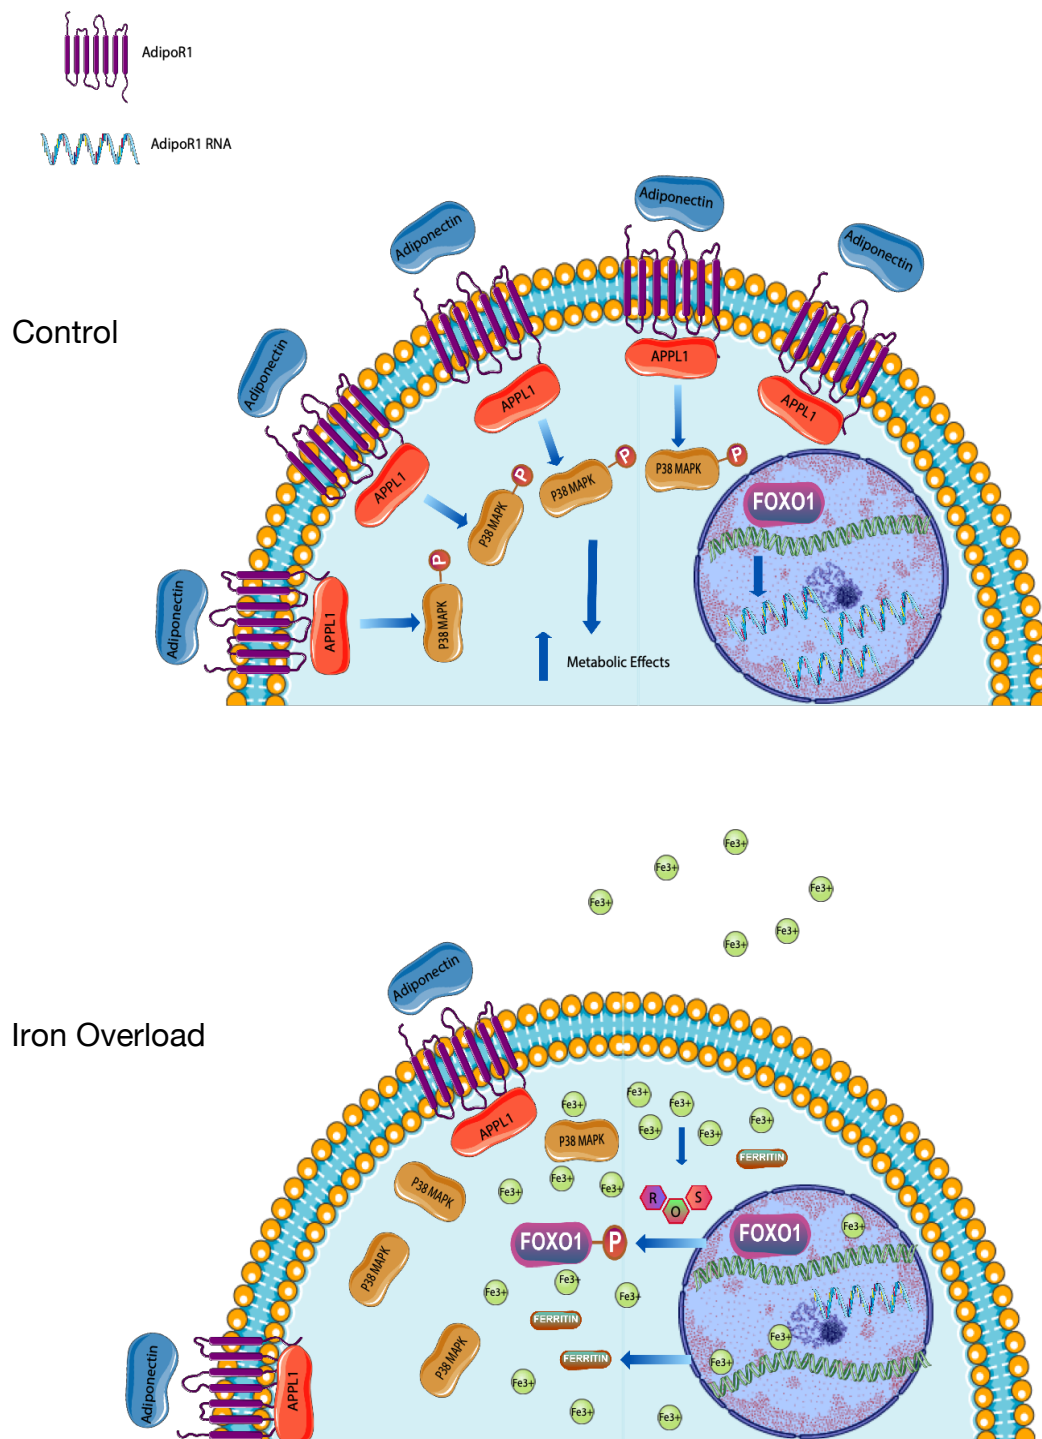 AdipoR1
AdipoR1 RNA
Control
Adiponectin
Adiponectin
Adiponectin
Adiponectin
Adiponectin
APPL1
APPL1
APPL1
APPL1
APPL1
P38 MAPK
P
P38 MAPK
P
P38 MAPK
P
P38 MAPK
P
FOXO1
Metabolic Effects
Iron Overload
Fe3+
Fe3+
Fe3+
Fe3+
Fe3+
Fe3+
Adiponectin
APPL1
Fe3+
Fe3+
Fe3+
Fe3+
Fe3+
Fe3+
P38 MAPK
FERRITIN
P38 MAPK
Fe3+
Fe3+
Fe3+
R O S
FOXO1
P
FOXO1
Fe3+
P38 MAPK
Fe3+
Fe3+
Fe3+
FERRITIN
Fe3+
P38 MAPK
FERRITIN
Fe3+
Adiponectin
APPL1
Fe3+
Fe3+
Fe3+